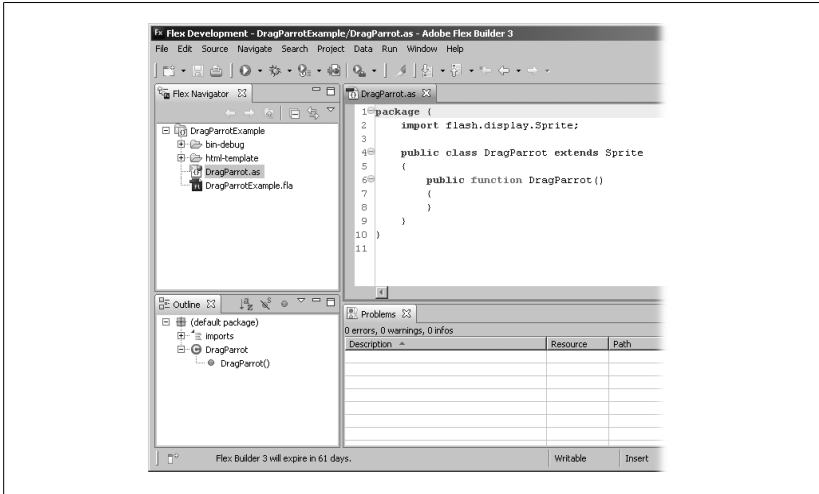 Flex Development - DragParrotExample/DragParrot.as - Adobe Flex Builder 3
File Edit Source Navigate Search Project Data Run Window Help
Flex Navigator
DragParrotExample
bin-debug
html-template
DragParrot.as
DragParrotExample.fla
DragParrot.as
1 package {
2 import flash.display.Sprite;
3
4 public class DragParrot extends Sprite
5 {
6 public function DragParrot()
7 {
8 }
9 }
10 }
11
Outline
(default package)
imports
DragParrot
DragParrot()
Problems
0 errors, 0 warnings, 0 infos
Description Resource Path
Flex Builder 3 will expire in 61 days. Writable Insert